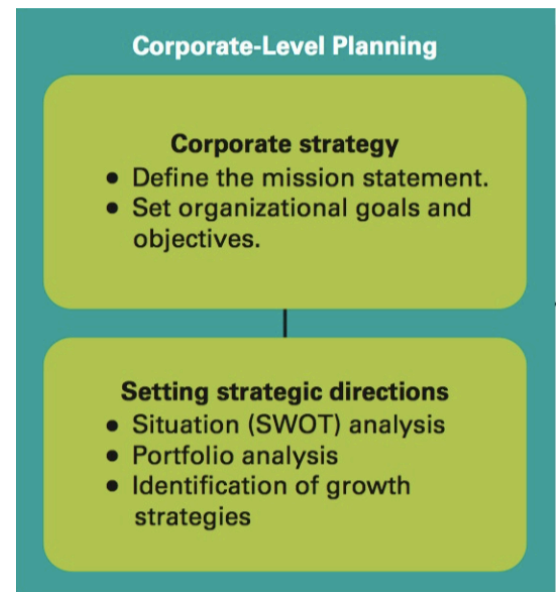 Corporate-Level Planning
Corporate strategy
• Define the mission statement.
• Set organizational goals and
objectives.
Setting strategic directions
• Situation (SWOT) analysis
• Portfolio analysis
• Identification of growth
strategies